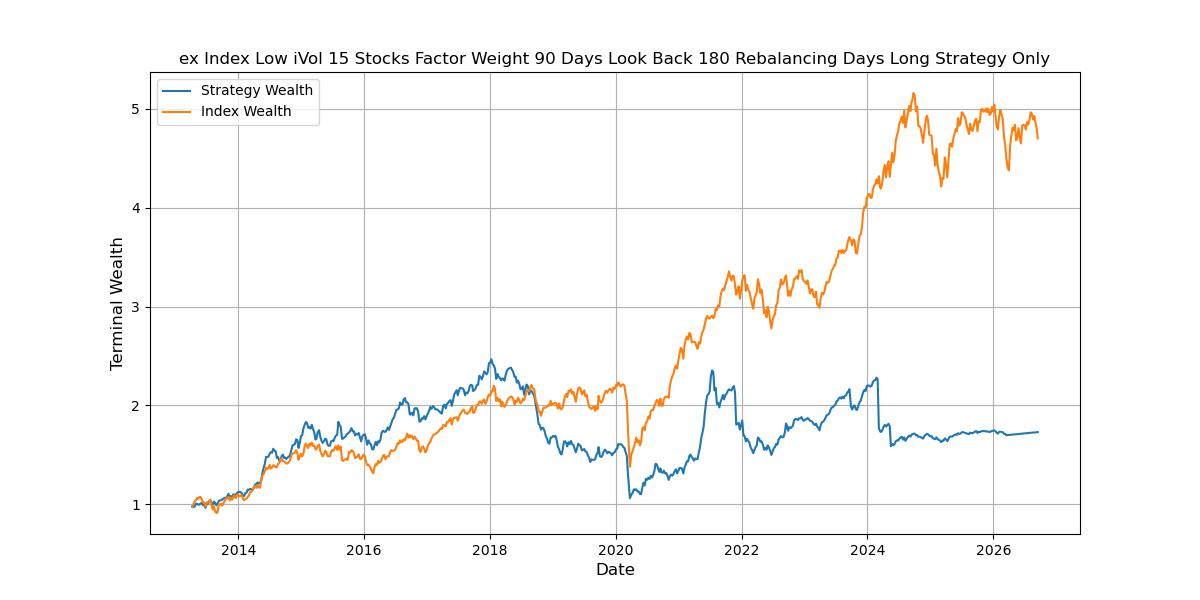 ex Index Low iVol 15 Stocks Factor Weight 90 Days Look Back 180 Rebalancing Days Long Strategy Only
Strategy Wealth
Index Wealth
Terminal Wealth
5
4
3
2
1
2014 2016 2018 2020 2022 2024 2026
Date